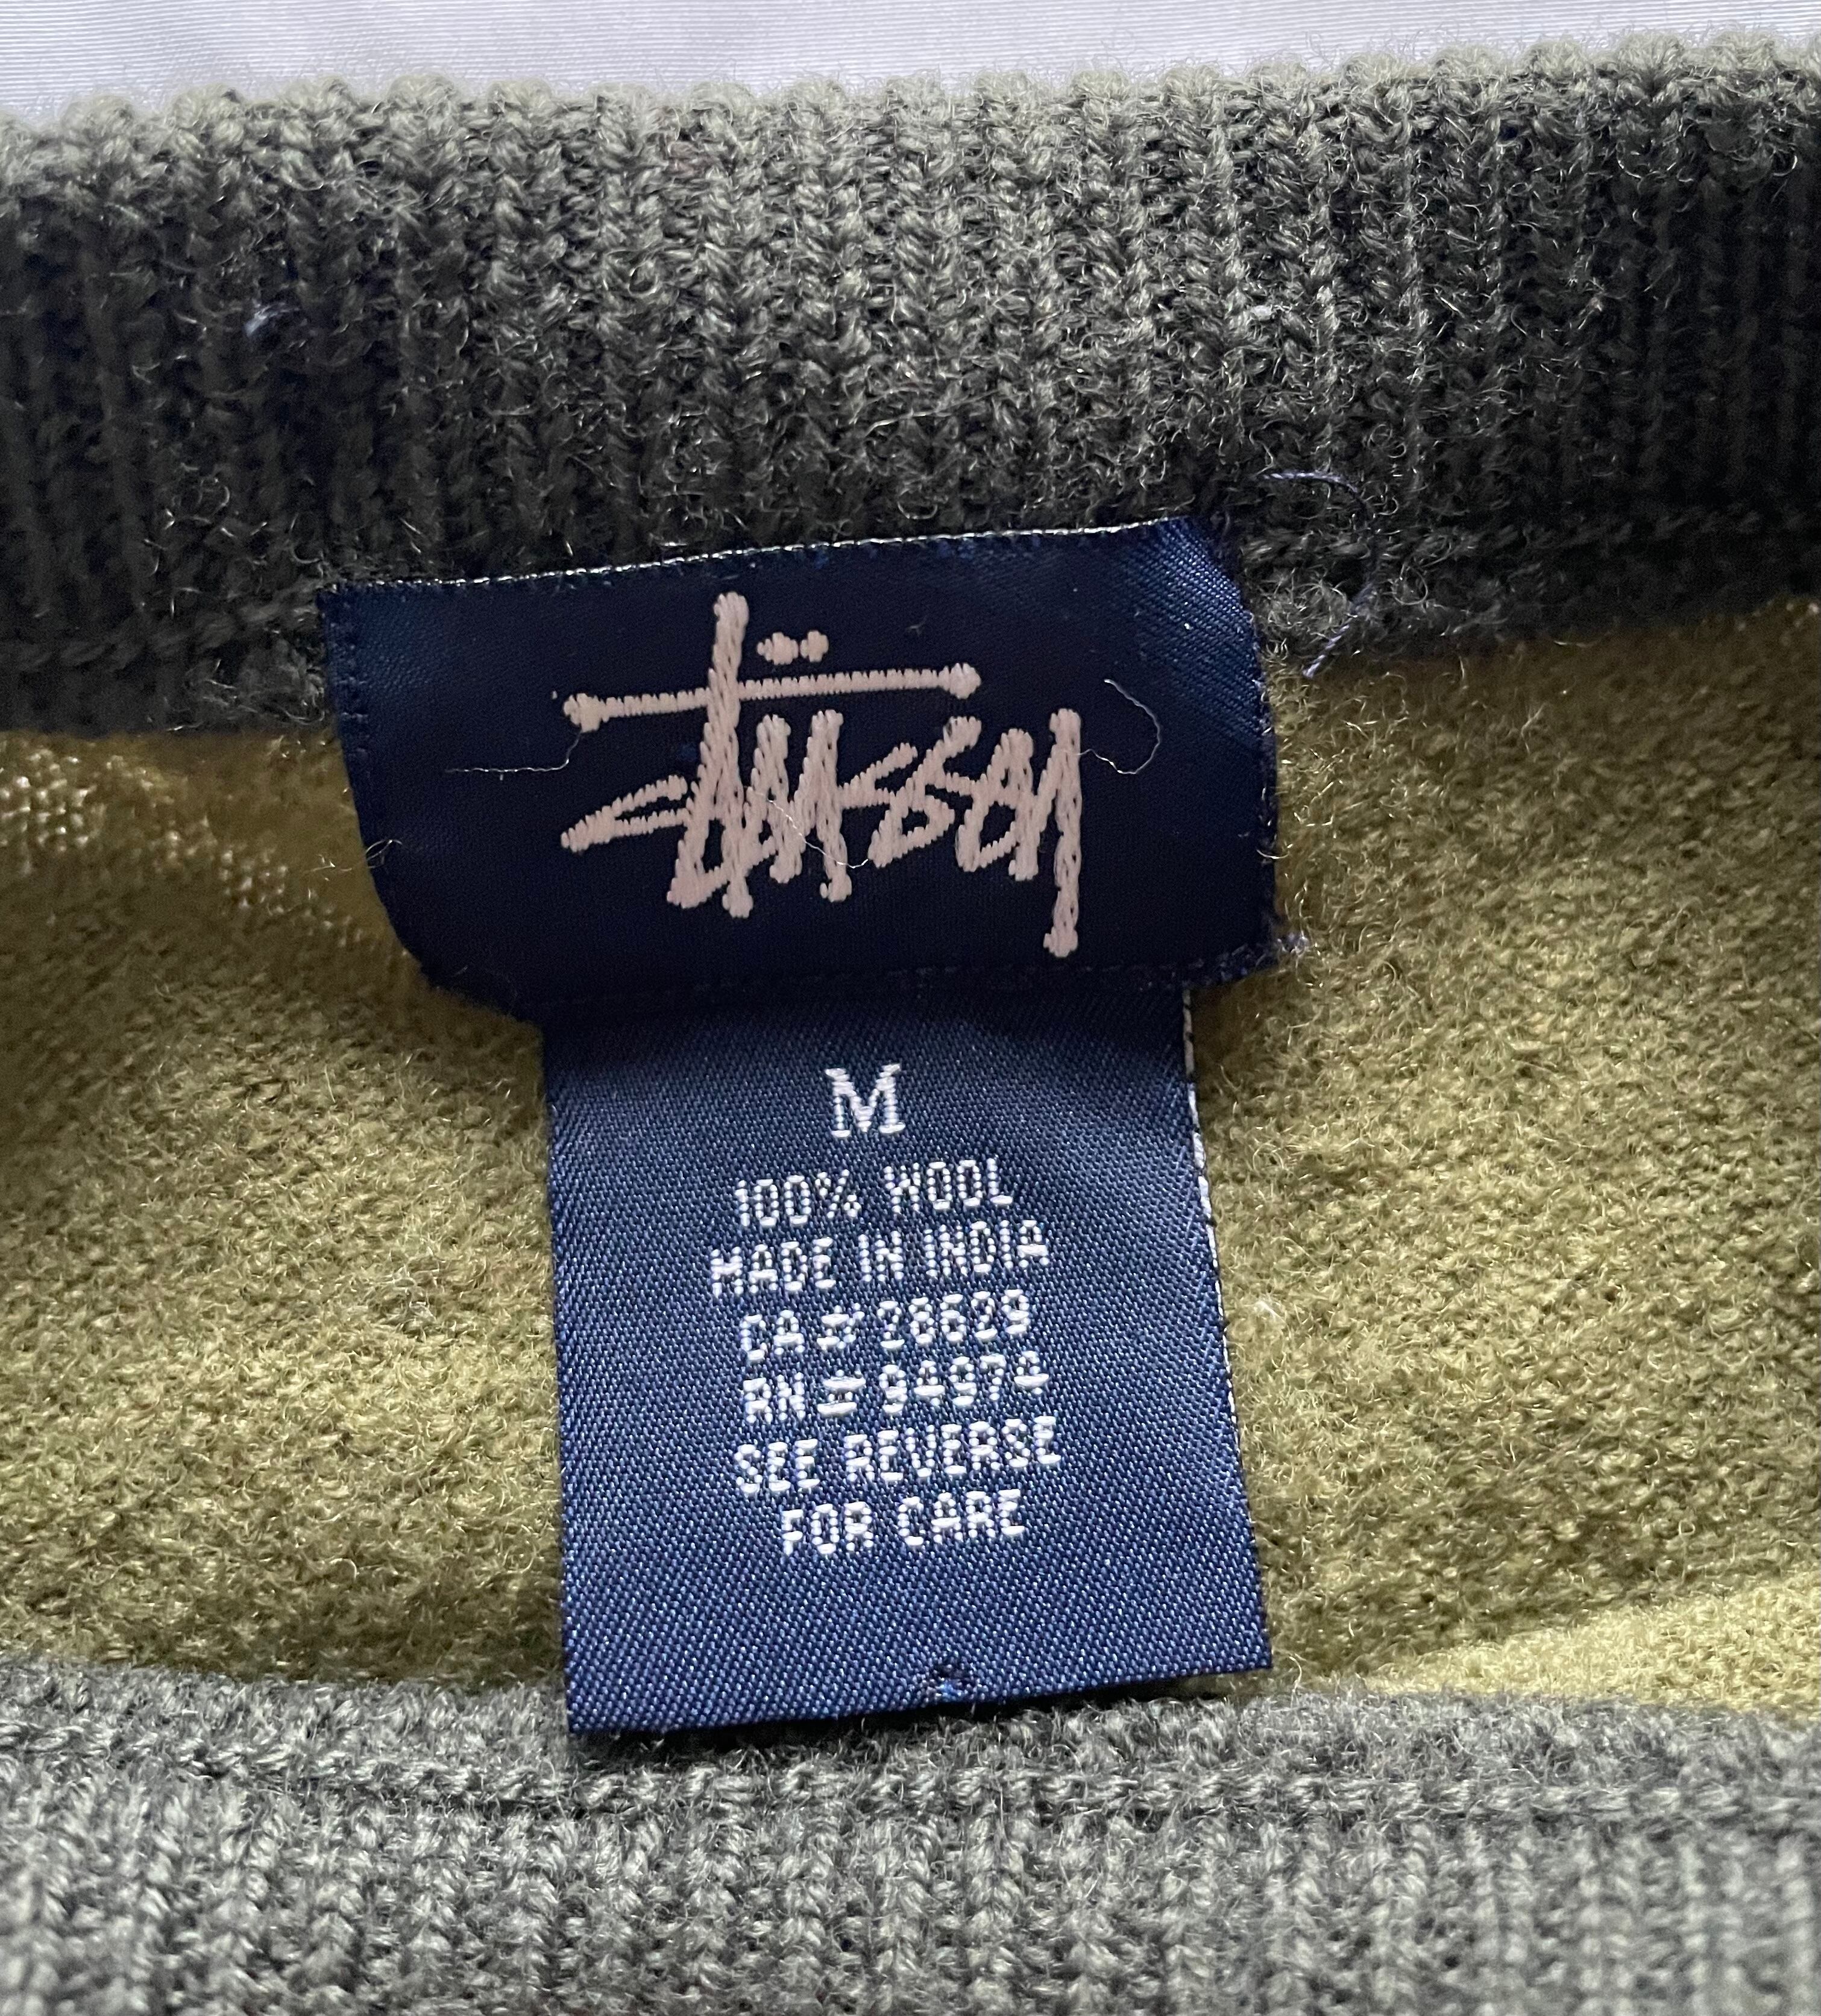 Stüssy
M
100% WOOL
MADE IN INDIA
CA# 28629
RN# 94974
SEE REVERSE
FOR CARE